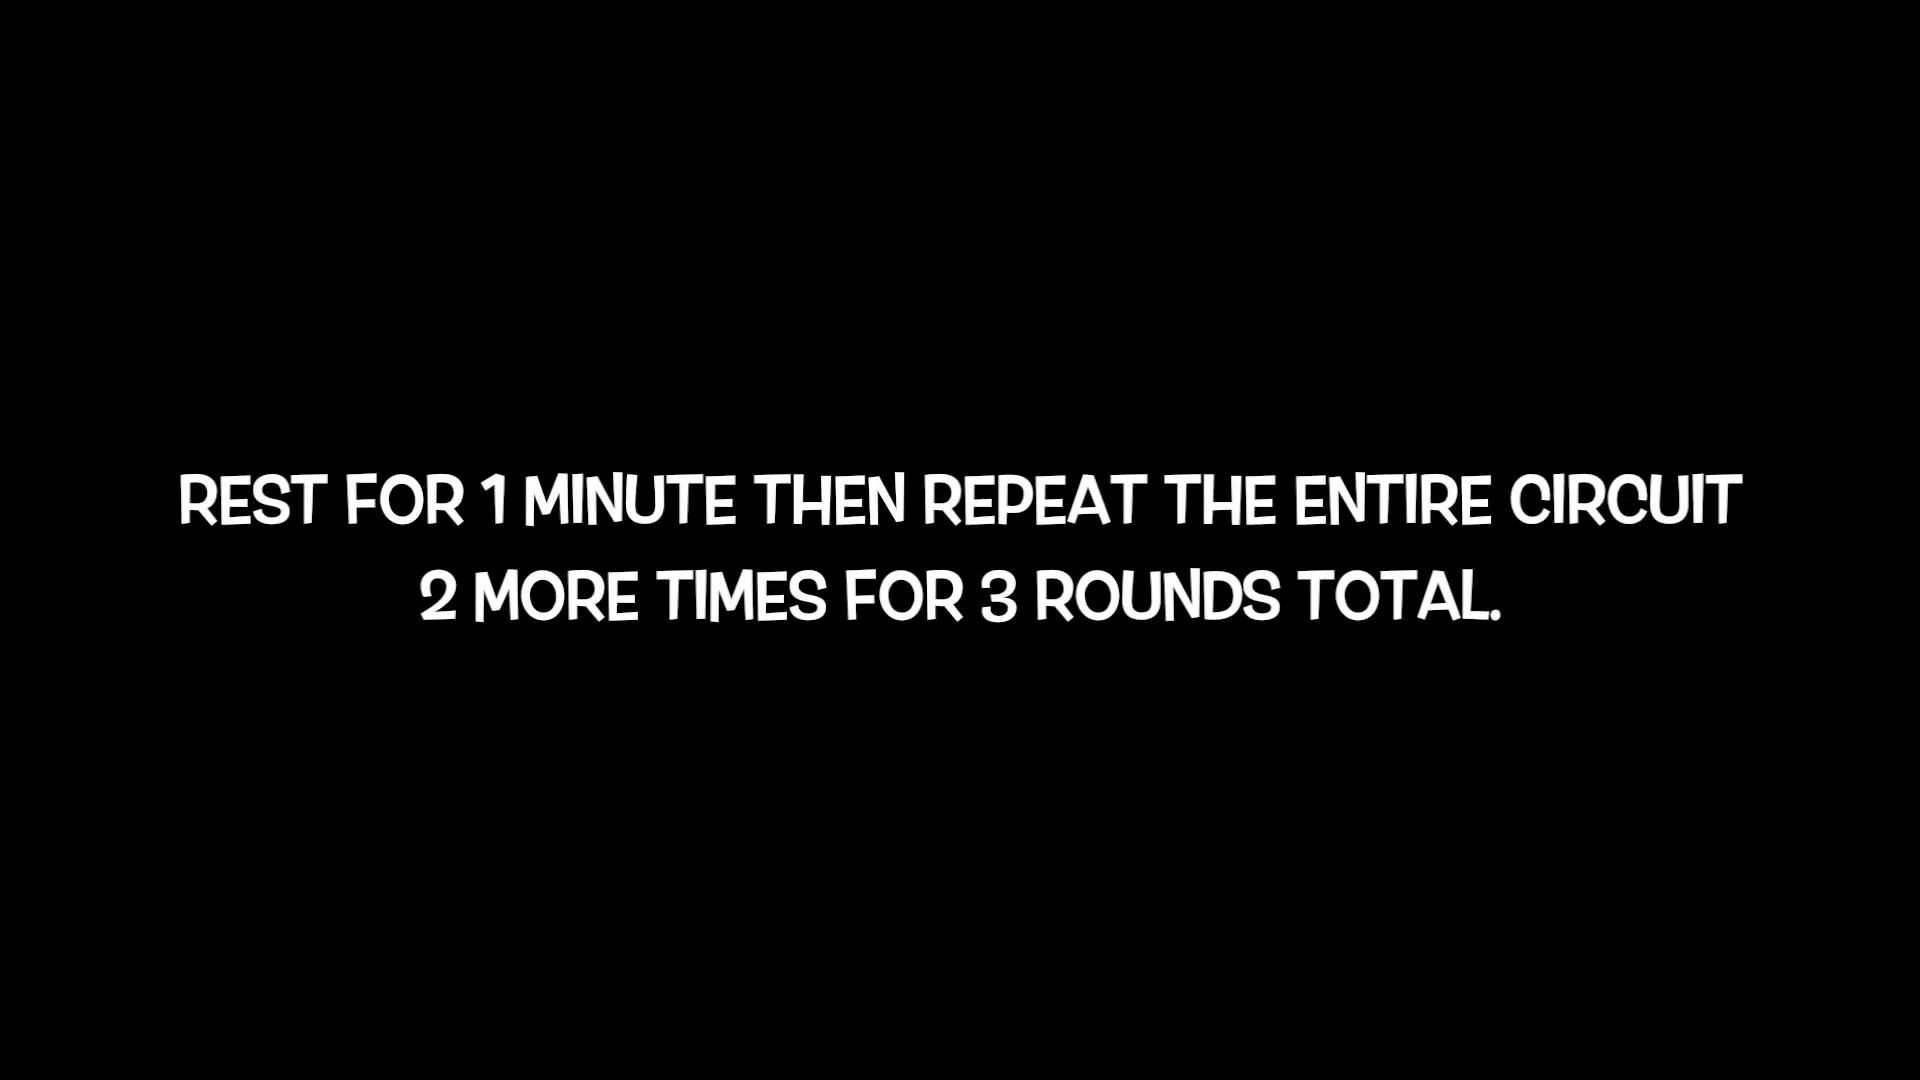 REST FOR 1 MINUTE THEN REPEAT THE ENTIRE CIRCUIT
2 MORE TIMES FOR 3 ROUNDS TOTAL.